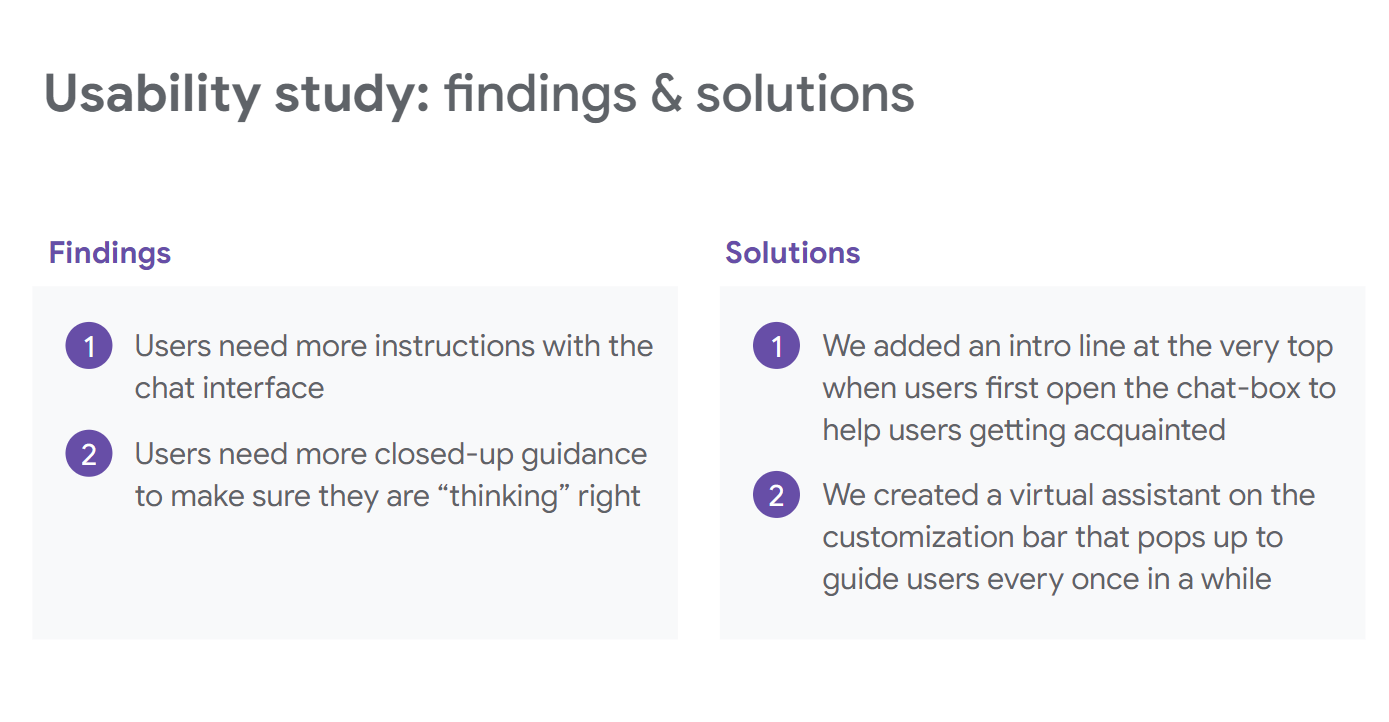 Usability study: findings & solutions
Findings
1 Users need more instructions with the
chat interface
2 Users need more closed-up guidance
to make sure they are “thinking” right
Solutions
1 We added an intro line at the very top
when users first open the chat-box to
help users getting acquainted
2 We created a virtual assistant on the
customization bar that pops up to
guide users every once in a while